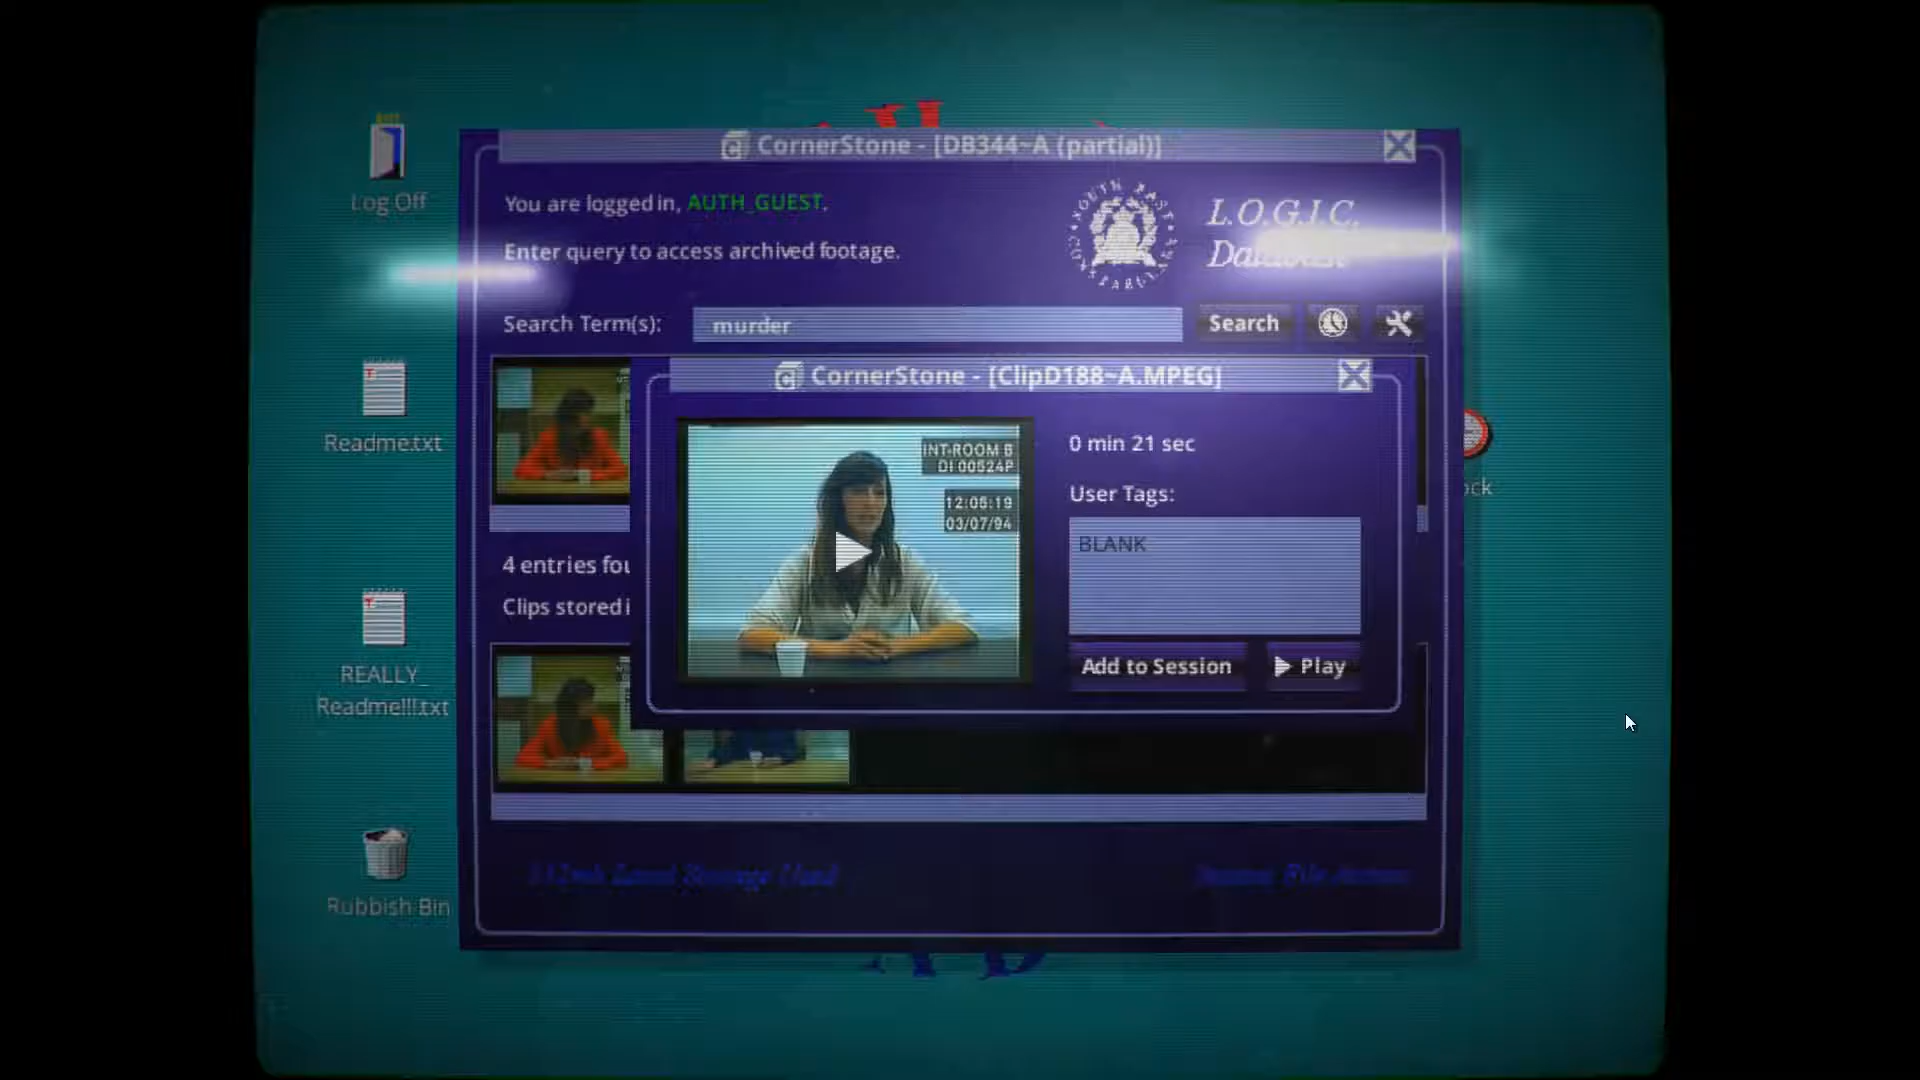 CornerStone - [DB344~A (partial)]
You are logged in, AUTH_GUEST.
Enter query to access archived footage.
L.O.G.I.C.
Database
Search Term(s):
murder
Search
CornerStone - [ClipD188~A.MPEG]
INT-ROOM B
DI 00524P
12:05:19
03/07/94
0 min 21 sec
User Tags:
BLANK
Add to Session
Play
4 entries fou
Clips stored i
Log Off
Readme.txt
REALLY_
Readme!!!.txt
Rubbish Bin
ock